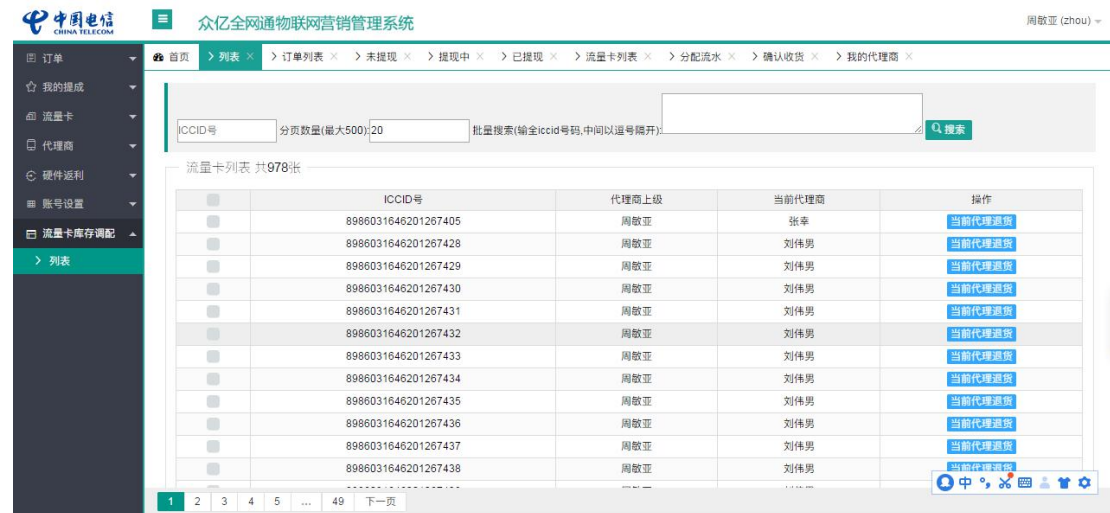 中国电信
CHINA TELECOM
众亿全网通物联网营销管理系统
周敏亚 (zhou)
订单
我的提成
流量卡
代理商
硬件返利
账号设置
流量卡库存调配
列表
首页 列表 订单列表 未提现 提现中 已提现 流量卡列表 分配流水 确认收货 我的代理商
ICCID号 分页数量(最大500):20 批量搜索(输全iccid号码,中间以逗号隔开): 搜索
流量卡列表 共978张
ICCID号 代理商上级 当前代理商 操作
8986031646201267405 周敏亚 张幸 当前代理退货
8986031646201267428 周敏亚 刘伟男 当前代理退货
8986031646201267429 周敏亚 刘伟男 当前代理退货
8986031646201267430 周敏亚 刘伟男 当前代理退货
8986031646201267431 周敏亚 刘伟男 当前代理退货
8986031646201267432 周敏亚 刘伟男 当前代理退货
8986031646201267433 周敏亚 刘伟男 当前代理退货
8986031646201267434 周敏亚 刘伟男 当前代理退货
8986031646201267435 周敏亚 刘伟男 当前代理退货
8986031646201267436 周敏亚 刘伟男 当前代理退货
8986031646201267437 周敏亚 刘伟男 当前代理退货
8986031646201267438 周敏亚 刘伟男 当前代理退货
中
1 2 3 4 5 ... 49 下一页